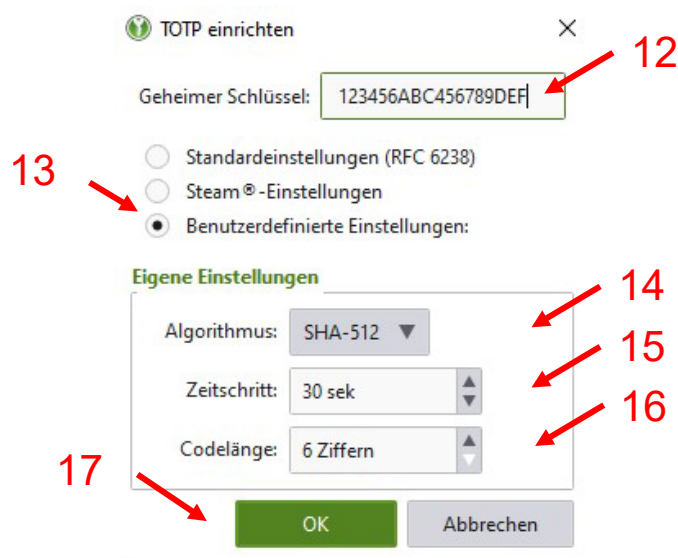 TOTP einrichten
12
Geheimer Schlüssel: 123456ABC456789DEF
Standardeinstellungen (RFC 6238)
13
Steam®-Einstellungen
Benutzerdefinierte Einstellungen:
Eigene Einstellungen
14
Algorithmus: SHA-512
15
Zeitschritt: 30 sek
16
Codelänge: 6 Ziffern
17
OK Abbrechen